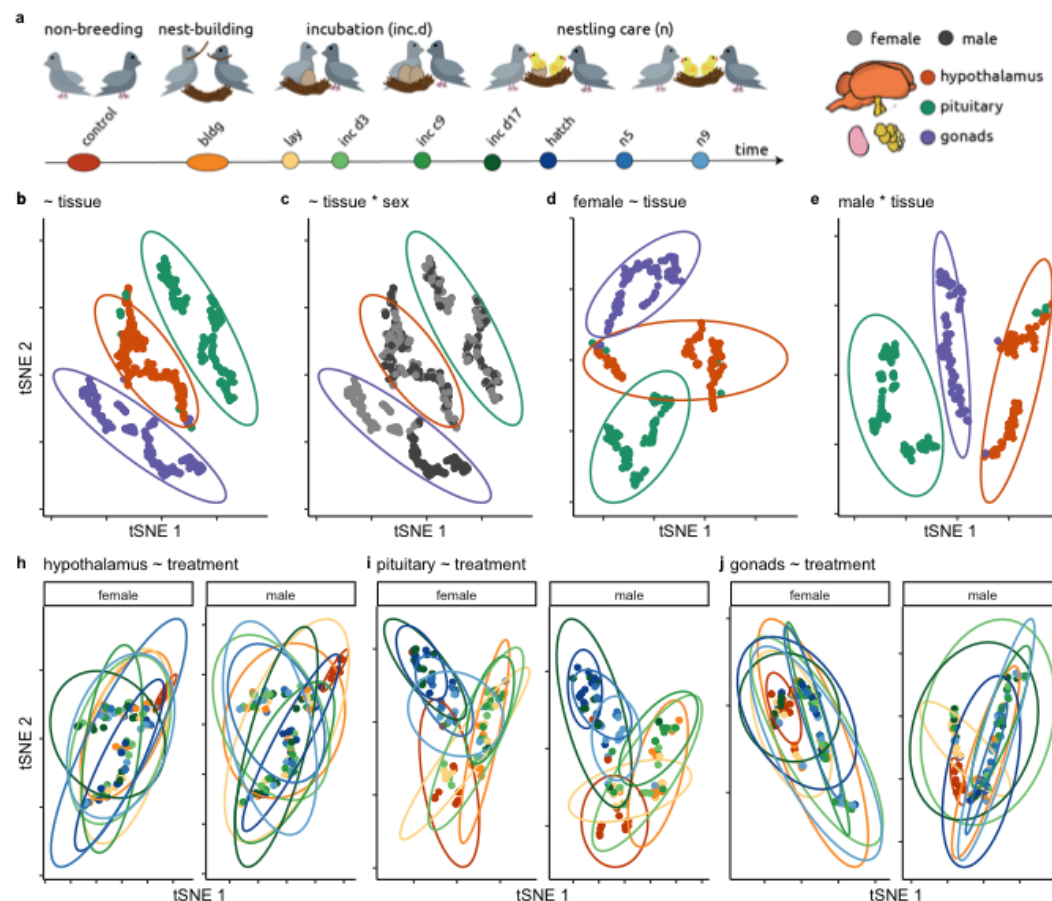 a
non-breeding nest-building incubation (inc.d) nestling care (n)
female male
hypothalamus
pituitary
gonads
control bldg lay inc d3 inc c9 inc d17 hatch n5 n9 time
b ~ tissue c ~ tissue * sex d female ~ tissue e male * tissue
tSNE 2
tSNE 1 tSNE 1 tSNE 1 tSNE 1
h hypothalamus ~ treatment i pituitary ~ treatment j gonads ~ treatment
female male female male female male
tSNE 2
tSNE 1 tSNE 1 tSNE 1